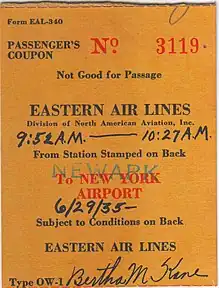 Form EAL-340
PASSENGER'S COUPON
No 3119
Not Good for Passage
EASTERN AIR LINES
Division of North American Aviation, Inc.
9:52 A.M. — 10:27 A.M.
From Station Stamped on Back
NEWARK
To NEW YORK
AIRPORT
6/29/35—
Subject to Conditions on Back
EASTERN AIR LINES
Type OW-1 Bertha M. Kane